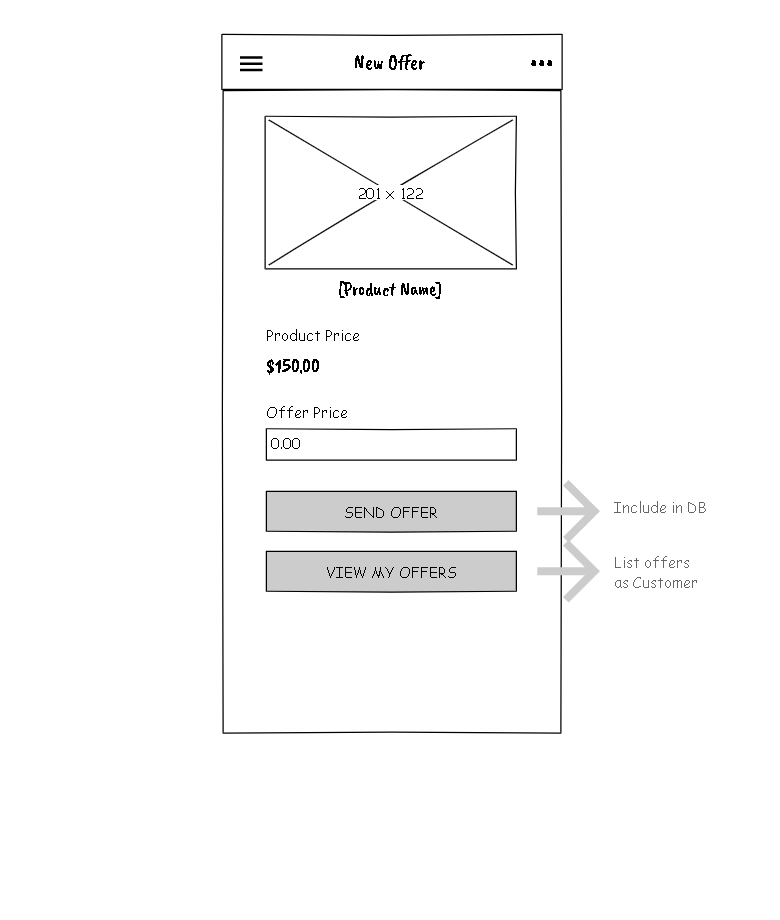 New Offer
201 x 122
[Product Name]
Product Price
$150,00
Offer Price
0.00
SEND OFFER
Include in DB
VIEW MY OFFERS
List offers
as Customer